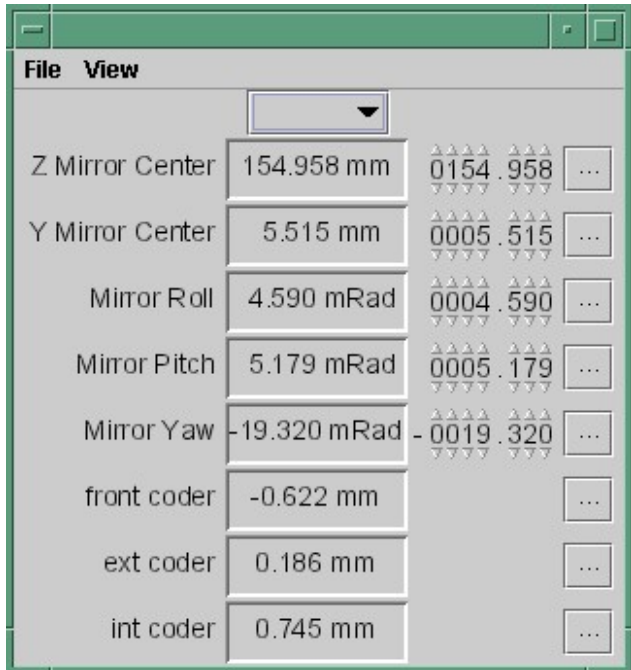 File View
Z Mirror Center 154.958 mm 0154.958 ...
Y Mirror Center 5.515 mm 0005.515 ...
Mirror Roll 4.590 mRad 0004.590 ...
Mirror Pitch 5.179 mRad 0005.179 ...
Mirror Yaw -19.320 mRad -0019.320 ...
front coder -0.622 mm ...
ext coder 0.186 mm ...
int coder 0.745 mm ...